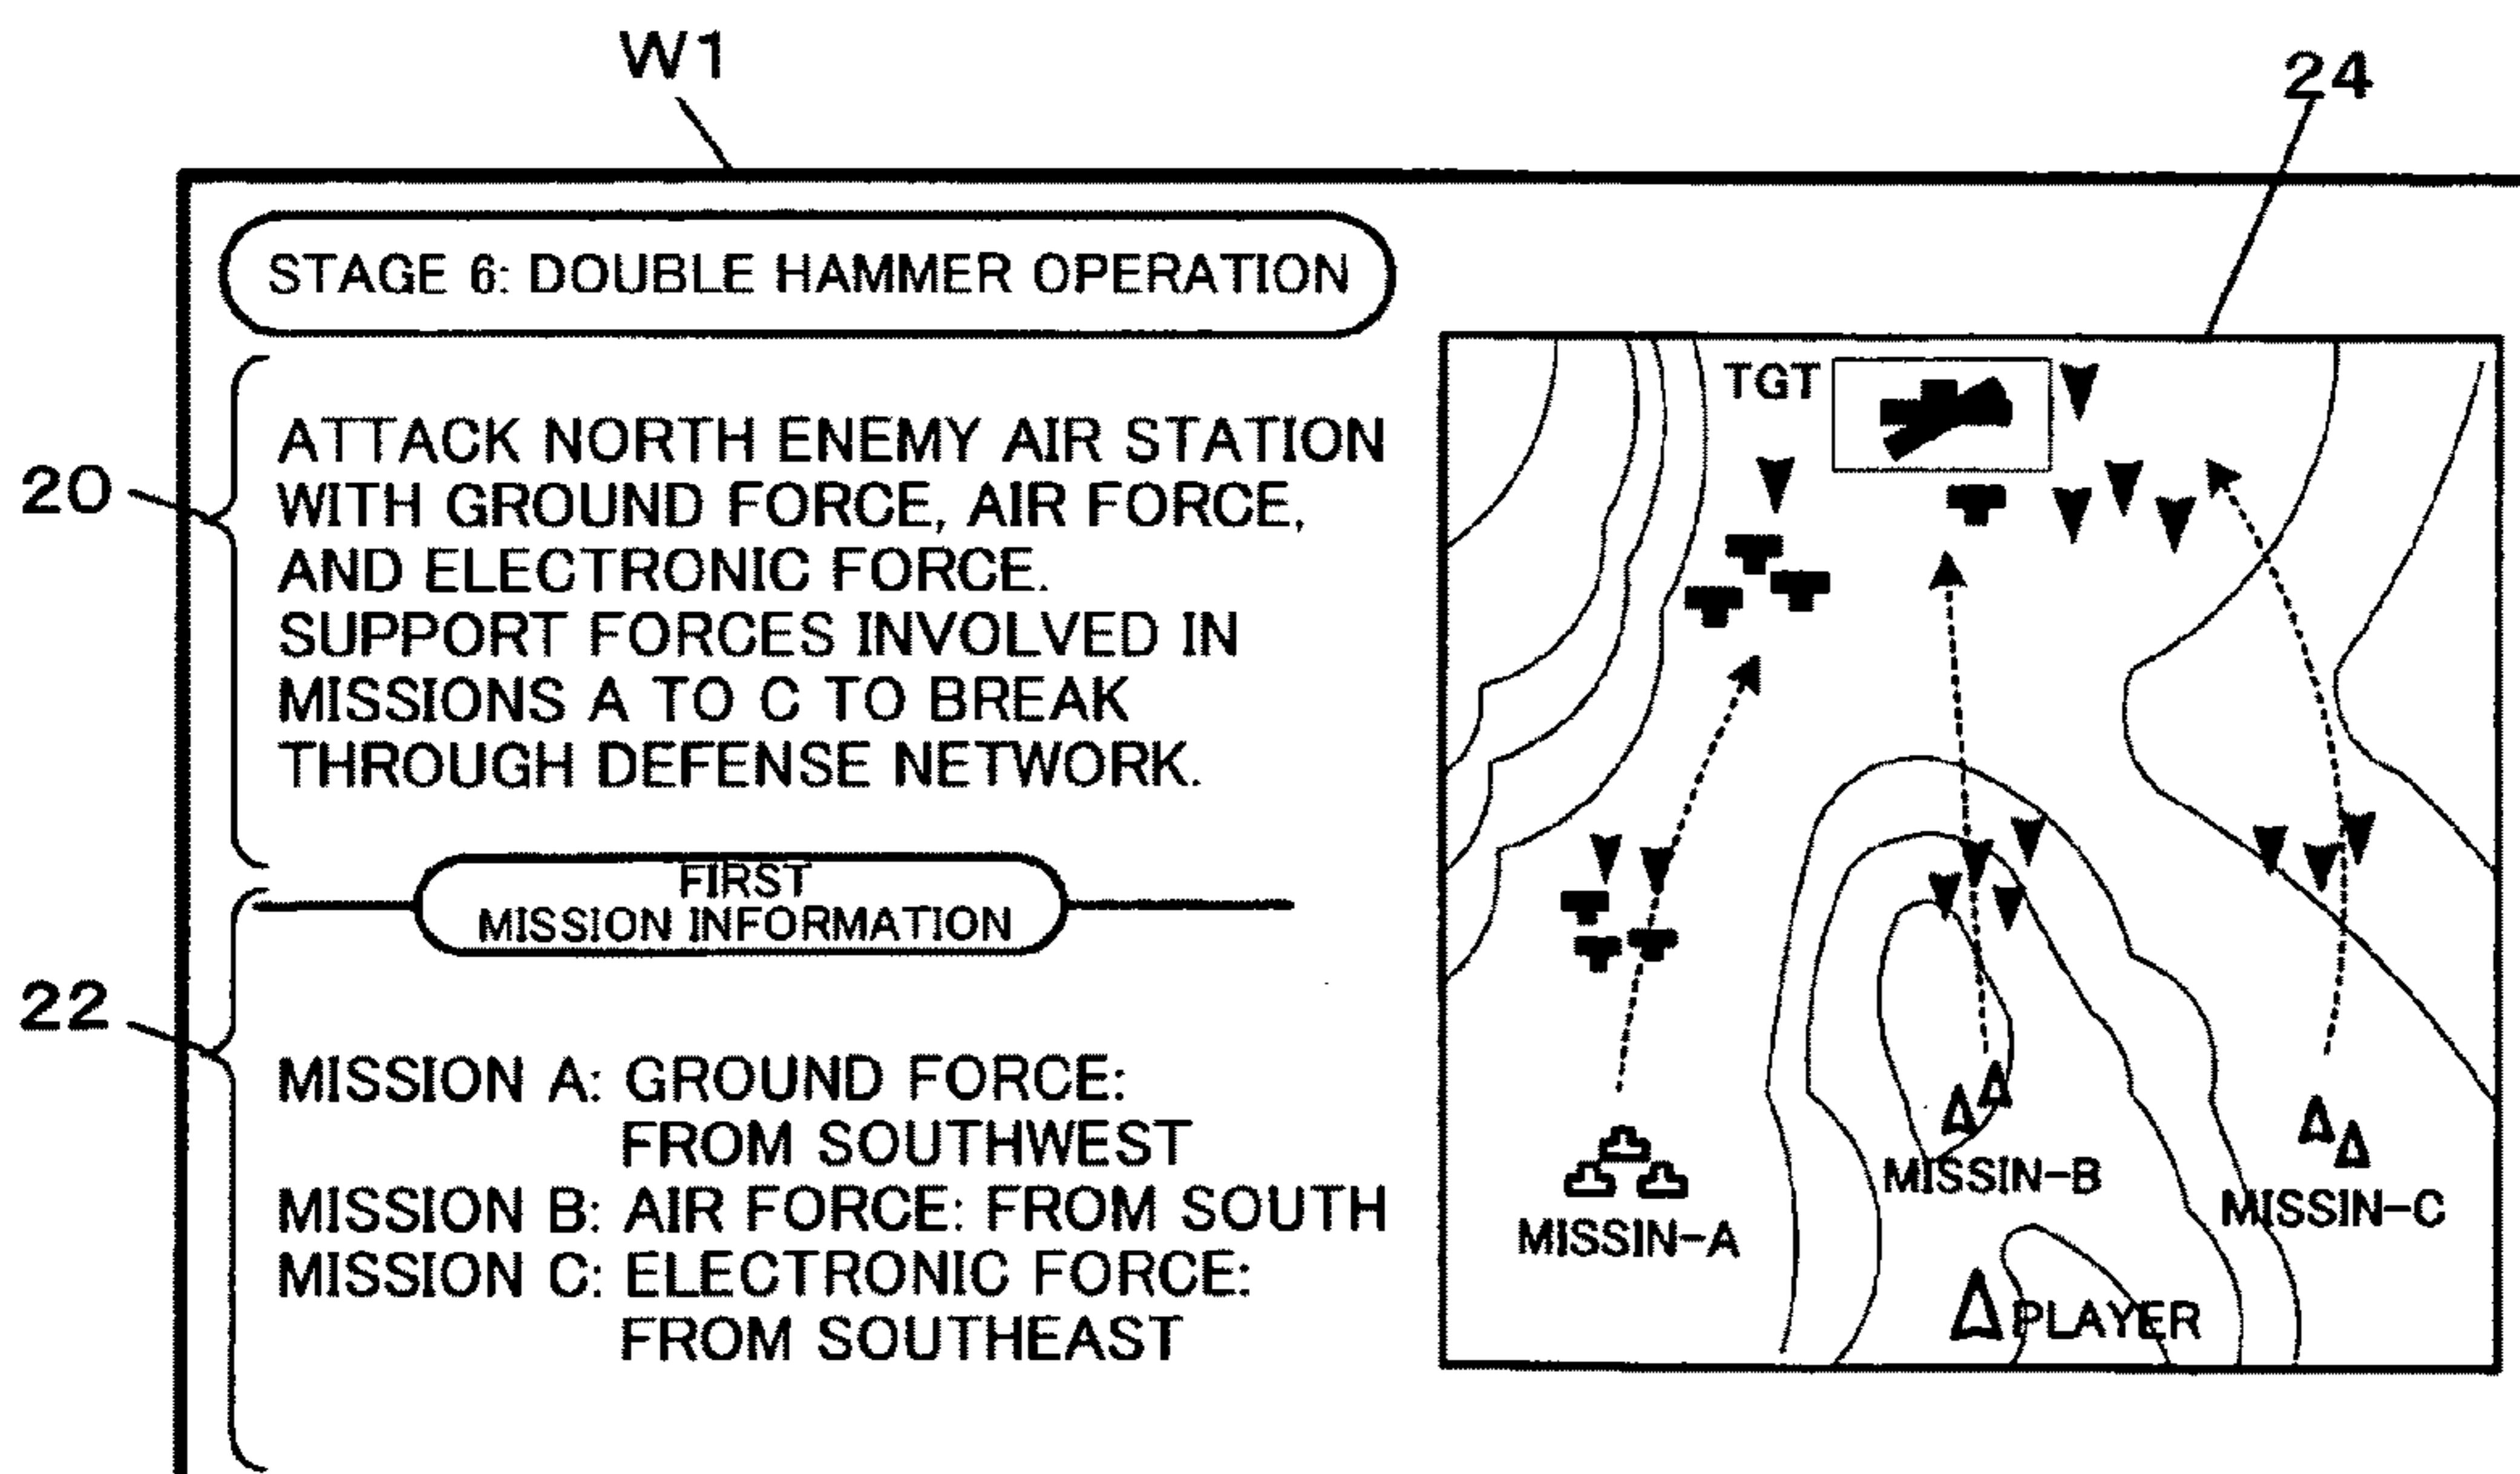 W1
24
STAGE 6: DOUBLE HAMMER OPERATION
20
ATTACK NORTH ENEMY AIR STATION
WITH GROUND FORCE, AIR FORCE,
AND ELECTRONIC FORCE.
SUPPORT FORCES INVOLVED IN
MISSIONS A TO C TO BREAK
THROUGH DEFENSE NETWORK.
FIRST
MISSION INFORMATION
22
MISSION A: GROUND FORCE:
FROM SOUTHWEST
MISSION B: AIR FORCE: FROM SOUTH
MISSION C: ELECTRONIC FORCE:
FROM SOUTHEAST
TGT
MISSIN-A
MISSIN-B
MISSIN-C
PLAYER